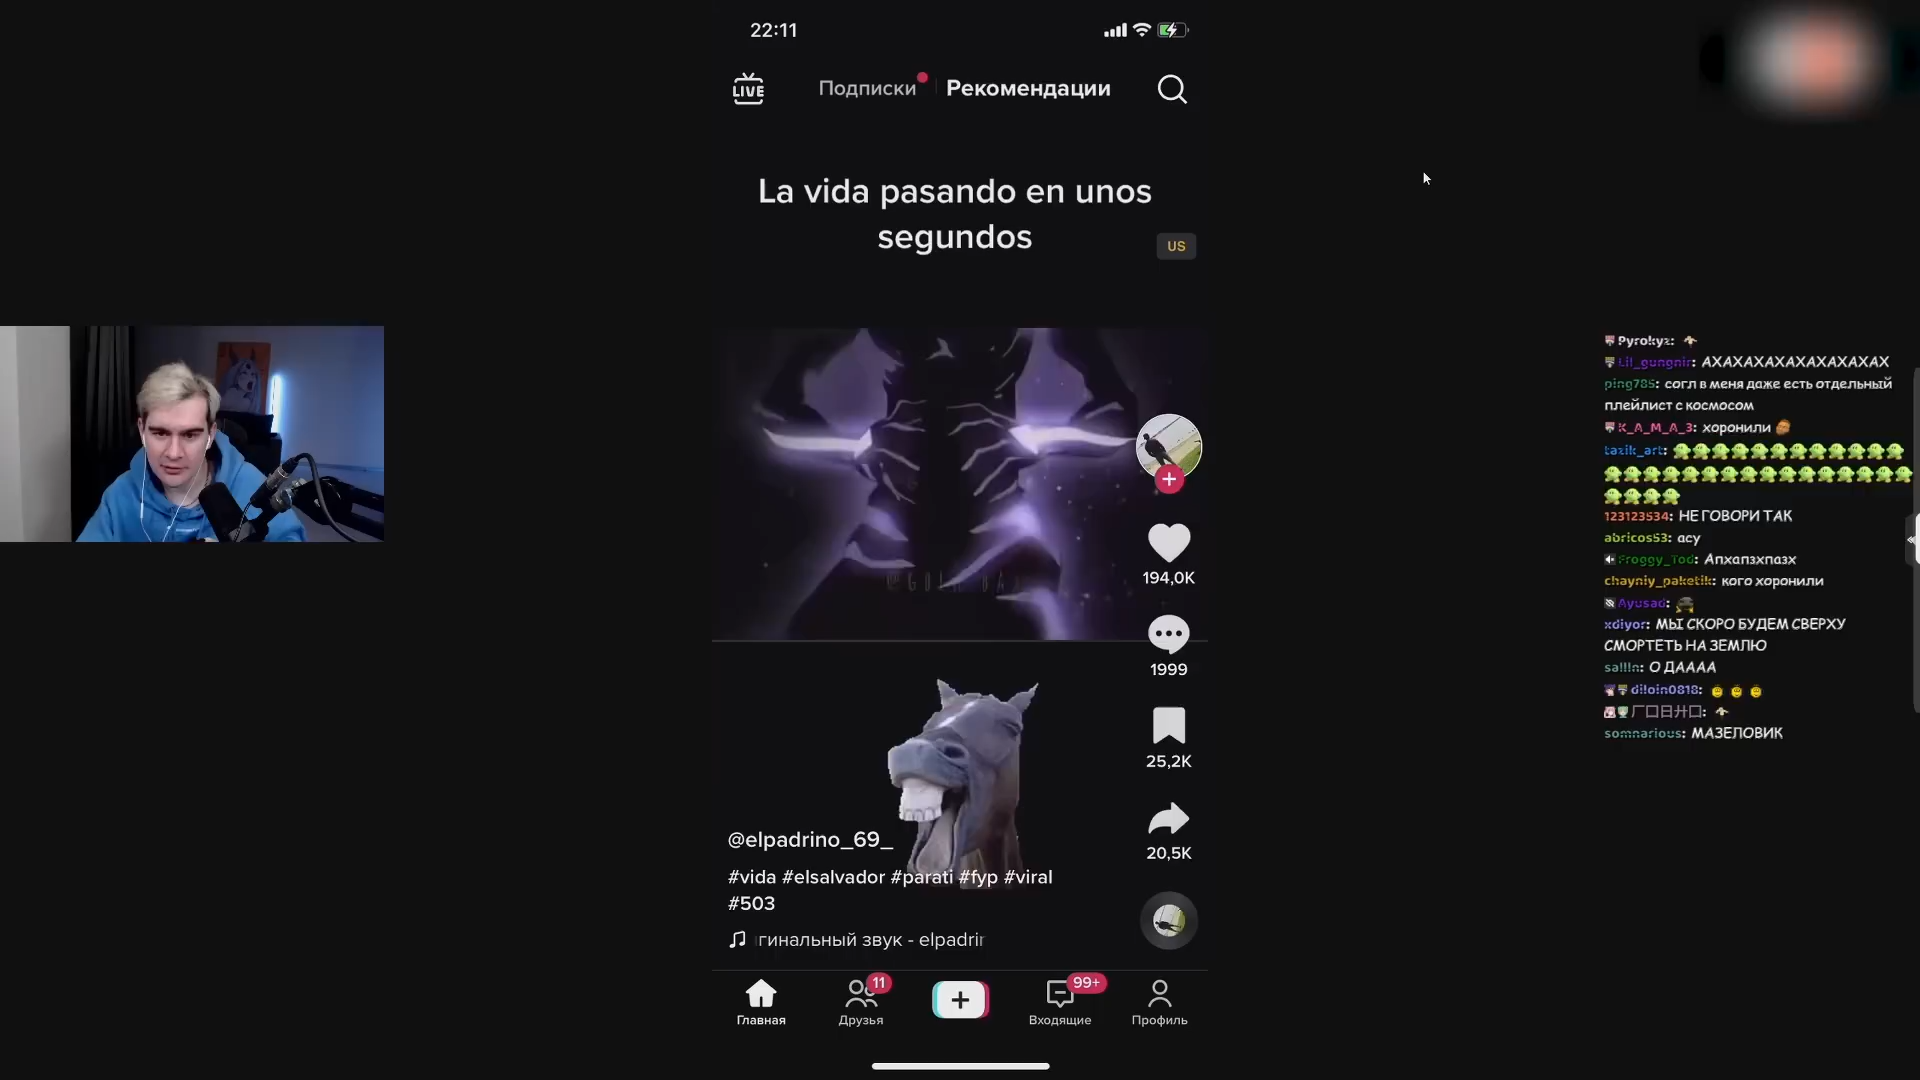 22:11
LIVE
Подписки
Рекомендации
La vida pasando en unos
segundos
US
194,0K
1999
25,2K
20,5K
@elpadrino_69_
#vida #elsalvador #parati #fyp #viral
#503
гинальный звук - elpadrir
Главная
11
Друзья
99+
Входящие
Профиль
Pyrokyz:
Lil_gungnir: АХАХАХАХАХАХАХАХАХ
ping785: согл в меня даже есть отдельный
плейлист с космосом
K_A_M_A_3: хоронили
tazik_art:
123123534: НЕ ГОВОРИ ТАК
abricos53: асу
Froggy_Tod: Апхапзхпазх
chayniy_paketik: кого хоронили
Ayusad:
xdiyor: МЫ СКОРО БУДЕМ СВЕРХУ
СМОРТЕТЬ НА ЗЕМЛЮ
sa!!!n: О ДАААА
diloin0818:
somnarious: МАЗЕЛОВИК